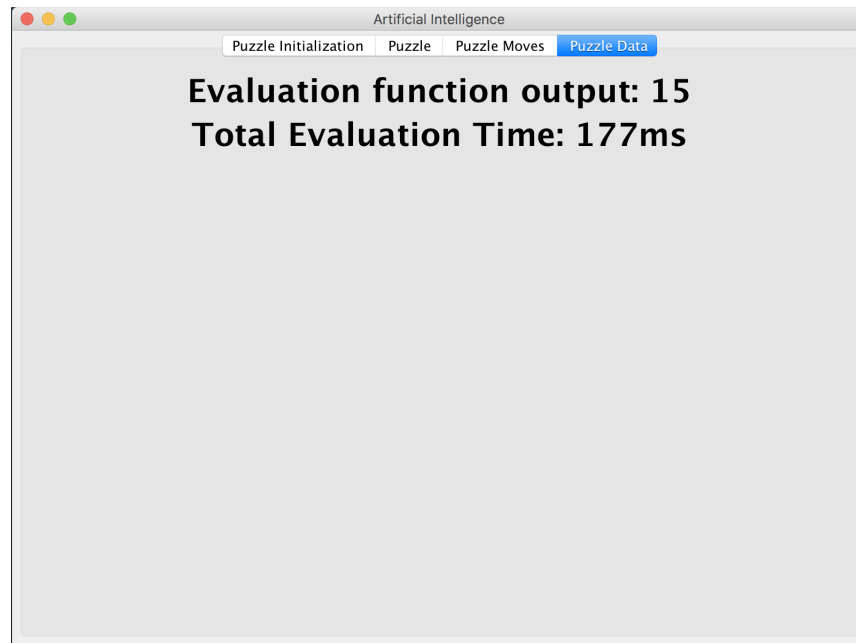 Artificial Intelligence
Puzzle Initialization Puzzle Puzzle Moves Puzzle Data
Evaluation function output: 15
Total Evaluation Time: 177ms